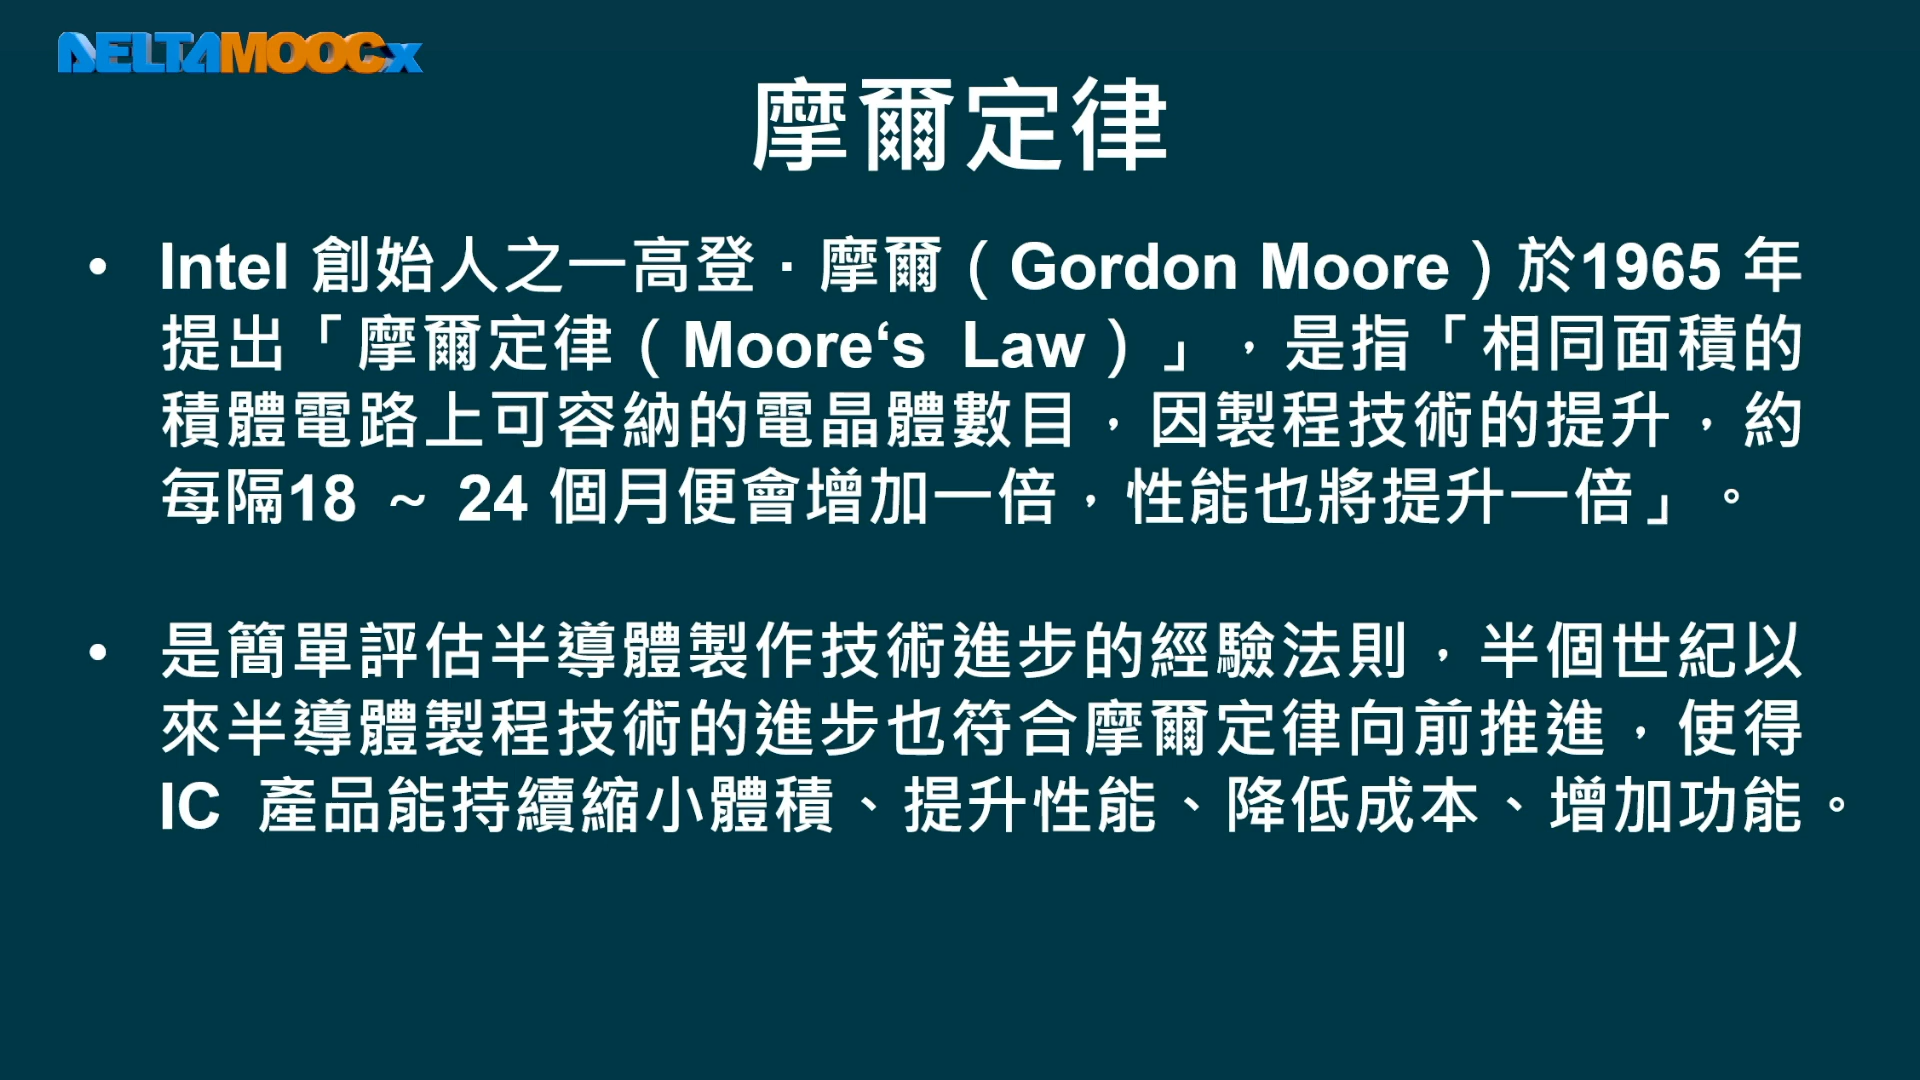 DELTAMOOCx
摩爾定律
• Intel 創始人之一高登．摩爾（Gordon Moore）於1965 年
提出「摩爾定律（Moore‘s Law）」，是指「相同面積的
積體電路上可容納的電晶體數目，因製程技術的提升，約
每隔18 ～ 24 個月便會增加一倍，性能也將提升一倍」。
• 是簡單評估半導體製作技術進步的經驗法則，半個世紀以
來半導體製程技術的進步也符合摩爾定律向前推進，使得
IC 產品能持續縮小體積、提升性能、降低成本、增加功能。